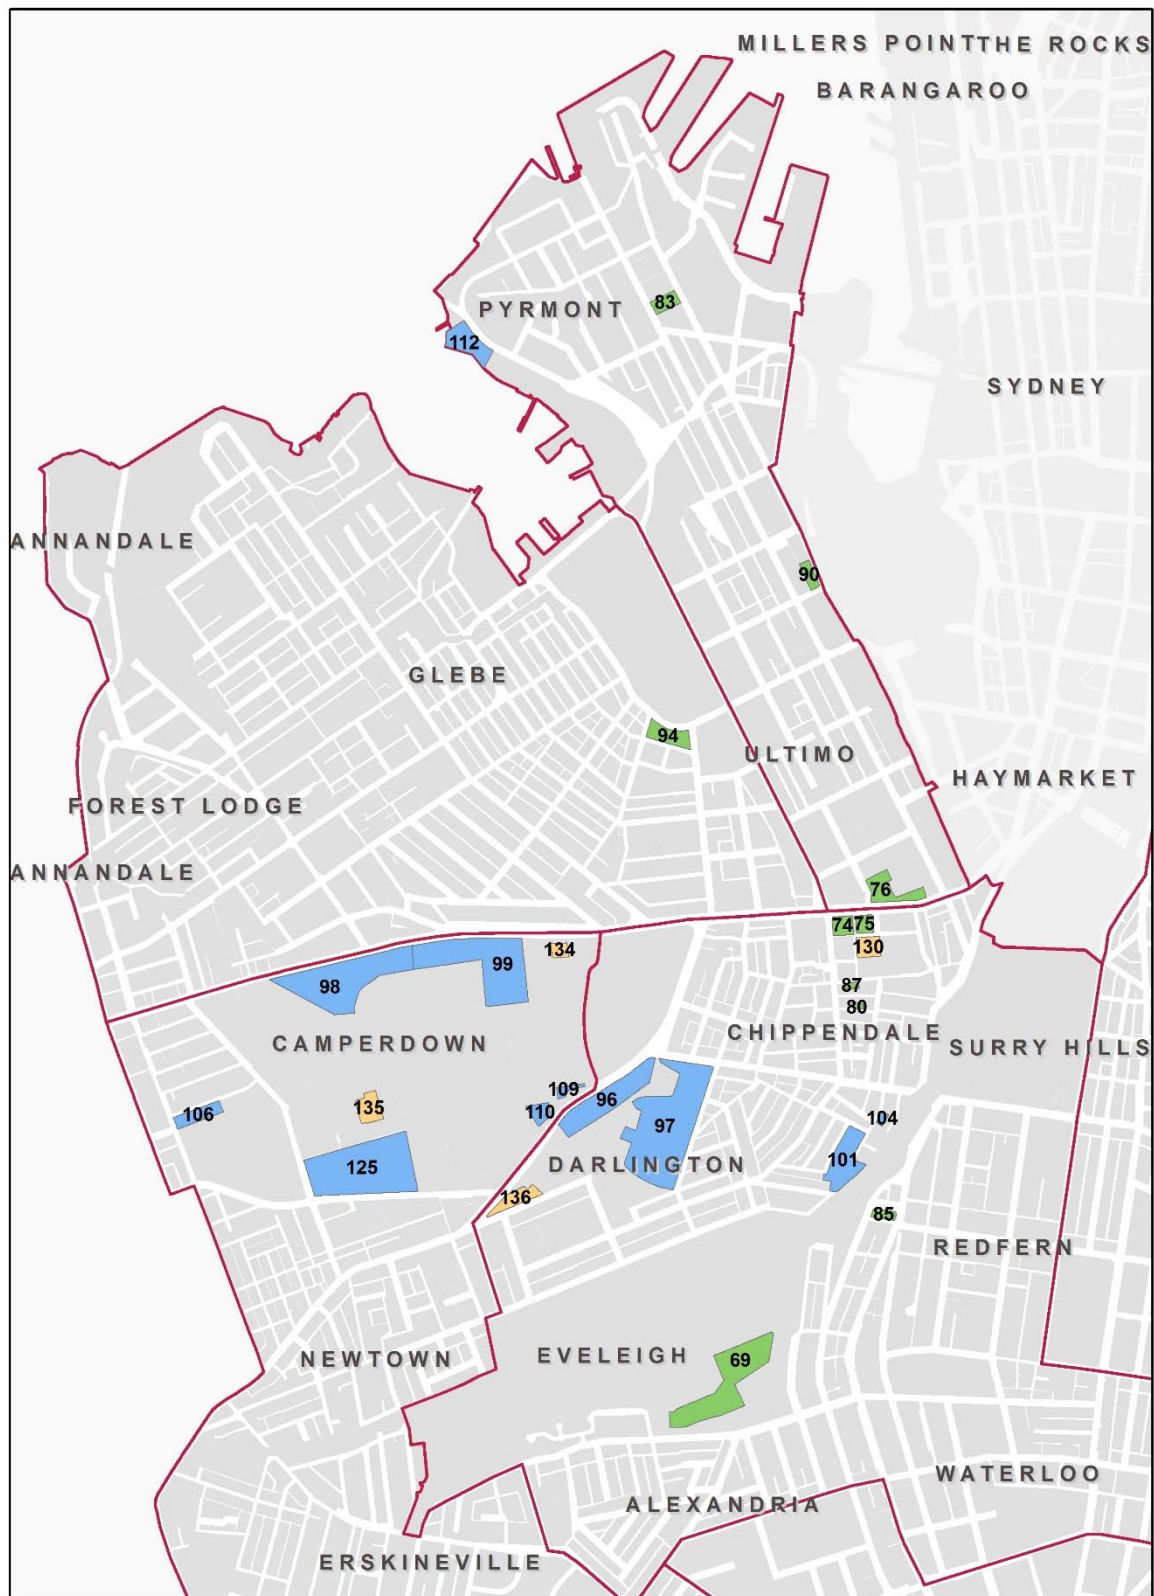 MILLERS POINT THE ROCKS
BARANGAROO
83
PYRMONT
112
SYDNEY
ANNANDALE
90
GLEBE
94
ULTIMO
HAYMARKET
FOREST LODGE
ANNANDALE
76
74 75
134 130
99
98
87
80
CHIPPENDALE
CAMPERDOWN
SURRY HILLS
109
96
135
110
106
104
97
101
125
DARLINGTON
136
85
REDFERN
EVELEIGH
69
NEWTOWN
WATERLOO
ALEXANDRIA
ERSKINEVILLE